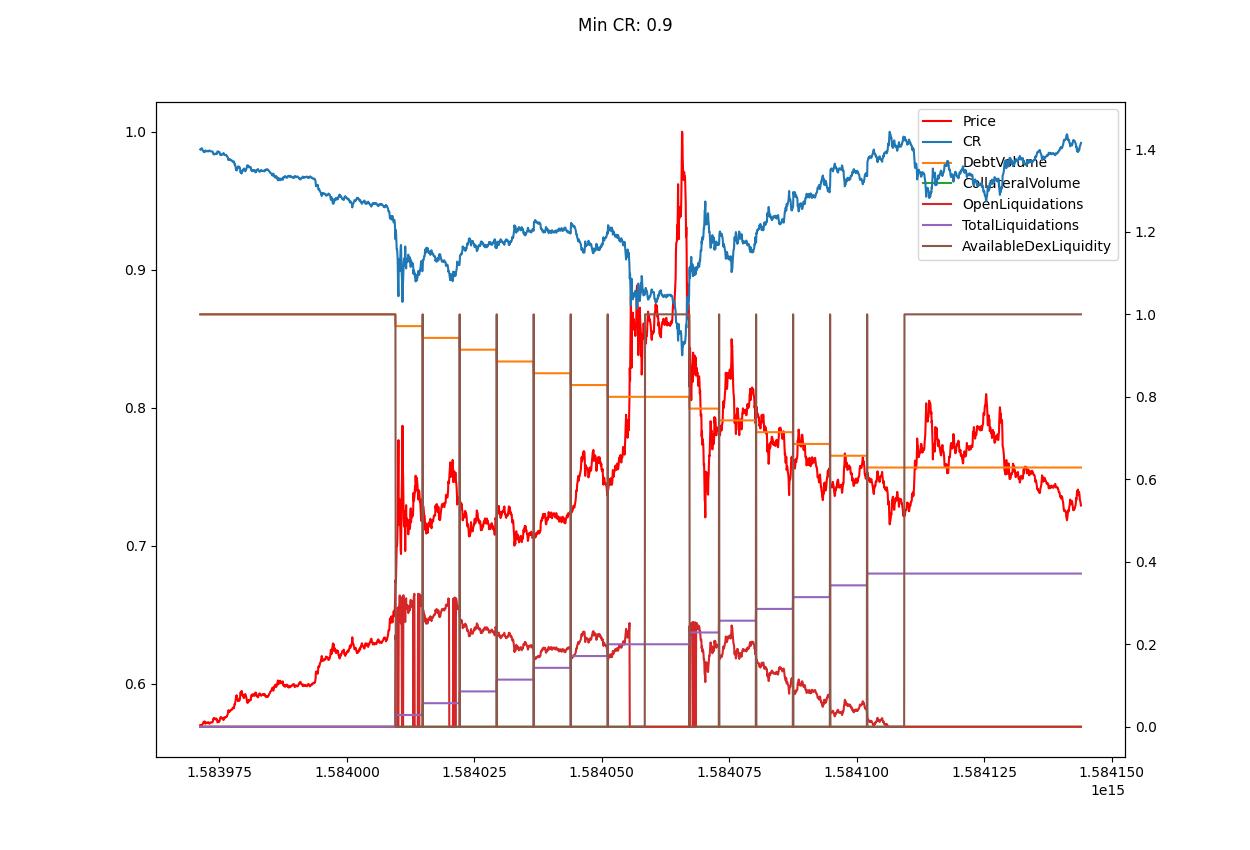 Min CR: 0.9
1.0
0.9
0.8
0.7
0.6
Price
CR
DebtVolume
CollateralVolume
OpenLiquidations
TotalLiquidations
AvailableDexLiquidity
1.4
1.2
1.0
0.8
0.6
0.4
0.2
0.0
1.583975 1.584000 1.584025 1.584050 1.584075 1.584100 1.584125 1.584150
1e15